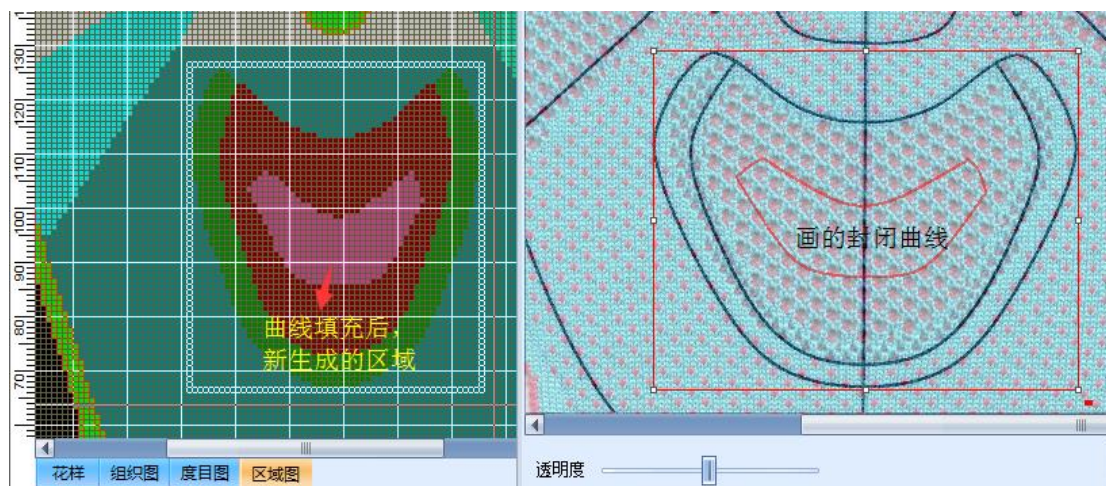 130
120
110
100
90
80
70
曲线填充后，
新生成的区域
花样
组织图
度目图
区域图
画的封闭曲线
透明度